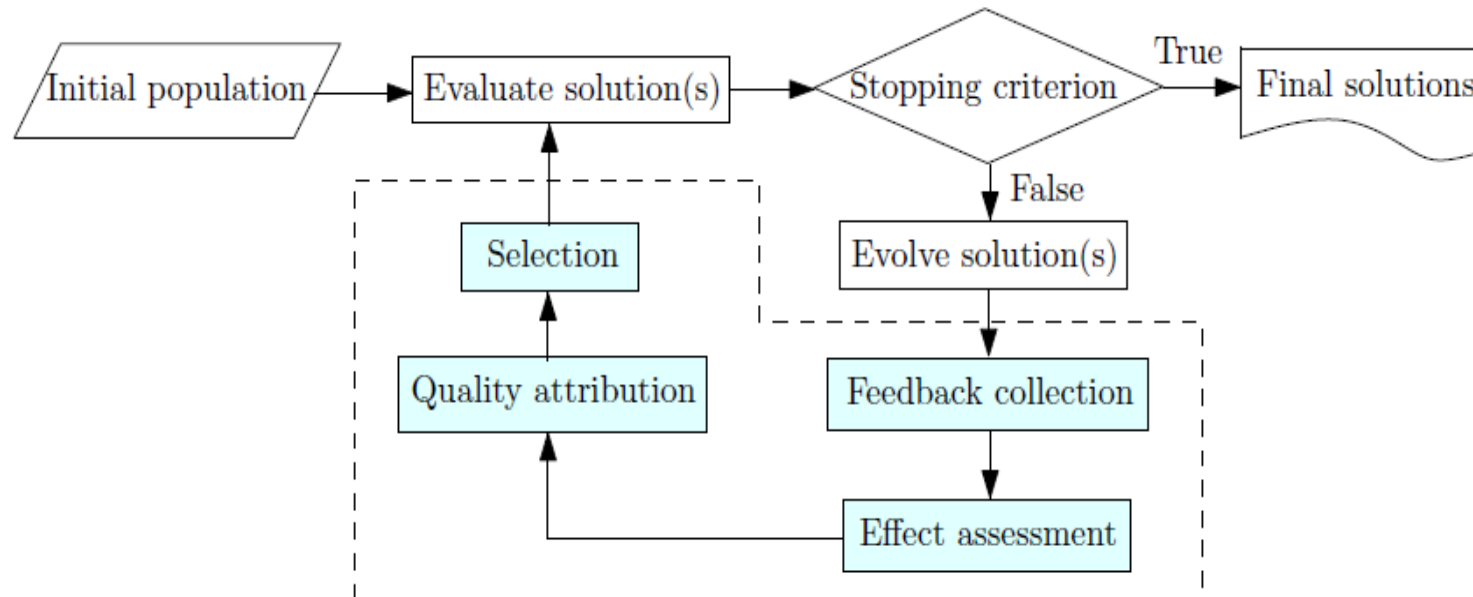 Initial population
Evaluate solution(s)
Stopping criterion
True
Final solutions
False
Selection
Evolve solution(s)
Quality attribution
Feedback collection
Effect assessment